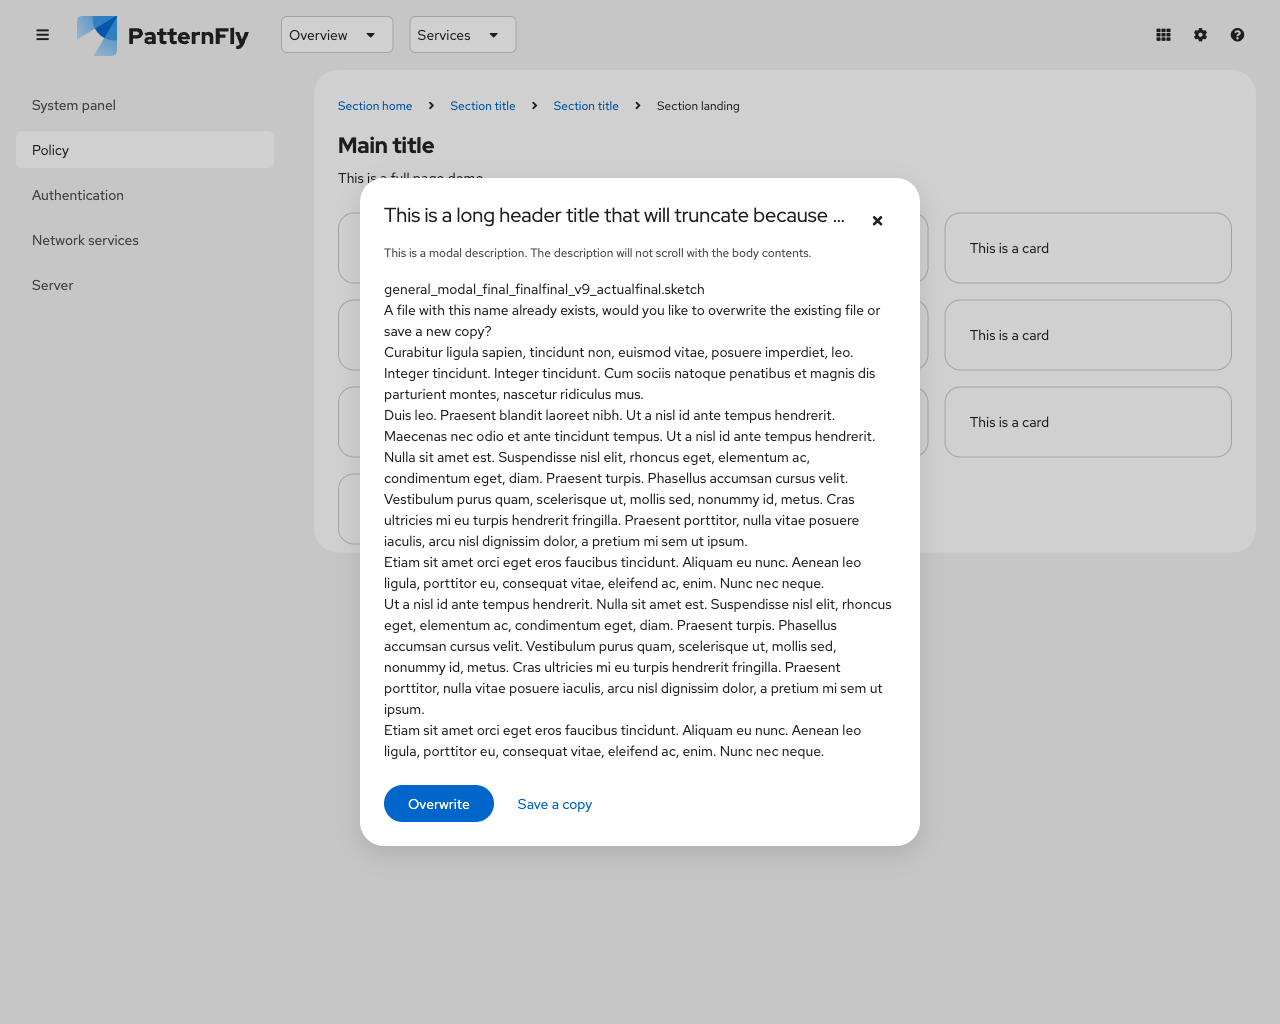 PatternFly
Overview
Services
System panel
Policy
Authentication
Network services
Server
Section home
Section title
Section title
Section landing
Main title
This is a full page demo
This is a card
This is a card
This is a card
This is a long header title that will truncate because ...
This is a modal description. The description will not scroll with the body contents.
general_modal_final_finalfinal_v9_actualfinal.sketch
A file with this name already exists, would you like to overwrite the existing file or
save a new copy?
Curabitur ligula sapien, tincidunt non, euismod vitae, posuere imperdiet, leo.
Integer tincidunt. Integer tincidunt. Cum sociis natoque penatibus et magnis dis
parturient montes, nascetur ridiculus mus.
Duis leo. Praesent blandit laoreet nibh. Ut a nisl id ante tempus hendrerit.
Maecenas nec odio et ante tincidunt tempus. Ut a nisl id ante tempus hendrerit.
Nulla sit amet est. Suspendisse nisl elit, rhoncus eget, elementum ac,
condimentum eget, diam. Praesent turpis. Phasellus accumsan cursus velit.
Vestibulum purus quam, scelerisque ut, mollis sed, nonummy id, metus. Cras
ultricies mi eu turpis hendrerit fringilla. Praesent porttitor, nulla vitae posuere
iaculis, arcu nisl dignissim dolor, a pretium mi sem ut ipsum.
Etiam sit amet orci eget eros faucibus tincidunt. Aliquam eu nunc. Aenean leo
ligula, porttitor eu, consequat vitae, eleifend ac, enim. Nunc nec neque.
Ut a nisl id ante tempus hendrerit. Nulla sit amet est. Suspendisse nisl elit, rhoncus
eget, elementum ac, condimentum eget, diam. Praesent turpis. Phasellus
accumsan cursus velit. Vestibulum purus quam, scelerisque ut, mollis sed,
nonummy id, metus. Cras ultricies mi eu turpis hendrerit fringilla. Praesent
porttitor, nulla vitae posuere iaculis, arcu nisl dignissim dolor, a pretium mi sem ut
ipsum.
Etiam sit amet orci eget eros faucibus tincidunt. Aliquam eu nunc. Aenean leo
ligula, porttitor eu, consequat vitae, eleifend ac, enim. Nunc nec neque.
Overwrite
Save a copy